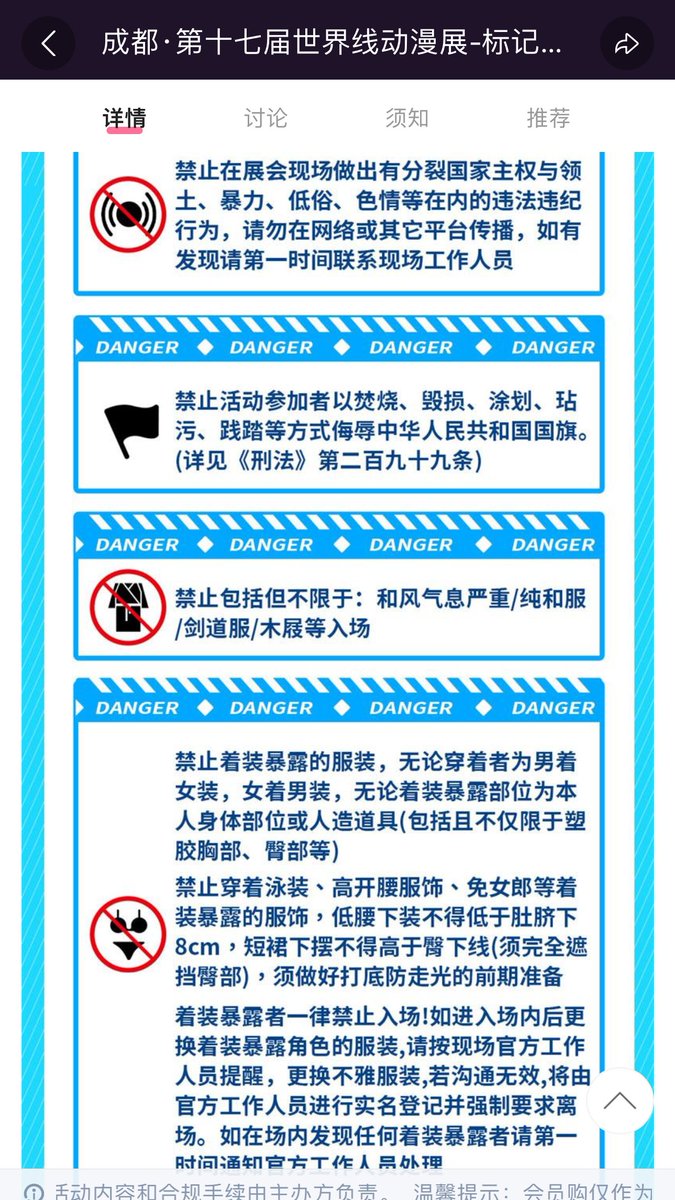 成都·第十七届世界线动漫展-标记...
详情 讨论 须知 推荐
禁止在展会现场做出有分裂国家主权与领
土、暴力、低俗、色情等在内的违法违纪
行为，请勿在网络或其它平台传播，如有
发现请第一时间联系现场工作人员
DANGER DANGER DANGER DANGER
禁止活动参加者以焚烧、毁损、涂划、玷
污、践踏等方式侮辱中华人民共和国国旗。
(详见《刑法》第二百九十九条)
DANGER DANGER DANGER DANGER
禁止包括但不限于：和风气息严重/纯和服
/剑道服/木屐等入场
DANGER DANGER DANGER DANGER
禁止着装暴露的服装，无论穿着者为男着
女装，女着男装，无论着装暴露部位为本
人身体部位或人造道具(包括且不仅限于塑
胶胸部、臀部等)
禁止穿着泳装、高开腰服饰、免女郎等着
装暴露的服饰，低腰下装不得低于肚脐下
8cm，短裙下摆不得高于臀下线(须完全遮
挡臀部)，须做好打底防走光的前期准备
着装暴露者一律禁止入场!如进入场内后更
换着装暴露角色的服装,请按现场官方工作
人员提醒，更换不雅服装,若沟通无效,将由
官方工作人员进行实名登记并强制要求离
场。如在场内发现任何着装暴露者请第一
时间通知官方工作人员处理
活动内容和合规手续由主办方负责。 温馨提示：会员购仅作为